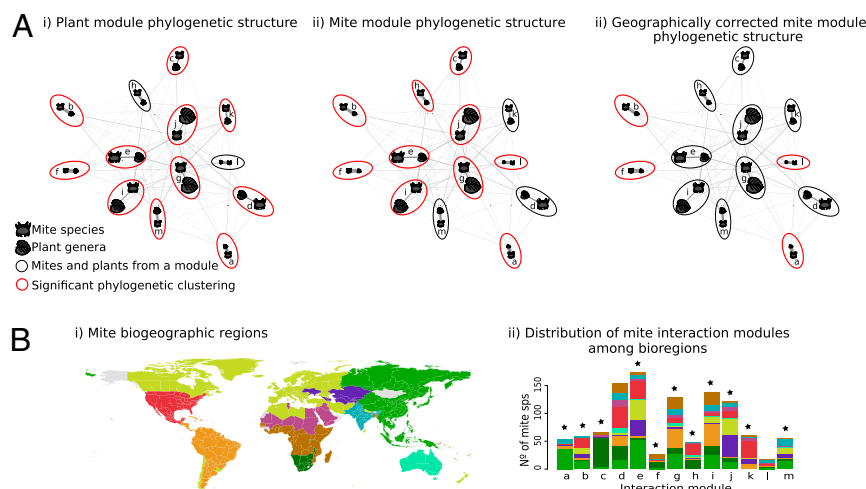 A
i) Plant module phylogenetic structure
ii) Mite module phylogenetic structure
ii) Geographically corrected mite module
phylogenetic structure
c
h
b
k
j
e
l
f
g
i
d
m
a
c
h
b
k
j
e
l
f
g
i
d
m
a
c
h
b
k
j
e
l
f
g
i
d
m
a
Mite species
Plant genera
Mites and plants from a module
Significant phylogenetic clustering
B
i) Mite biogeographic regions
ii) Distribution of mite interaction modules
among bioregions
Nº of mite sps
150
100
50
0
a b c d e f g h i j k l m
Interaction module